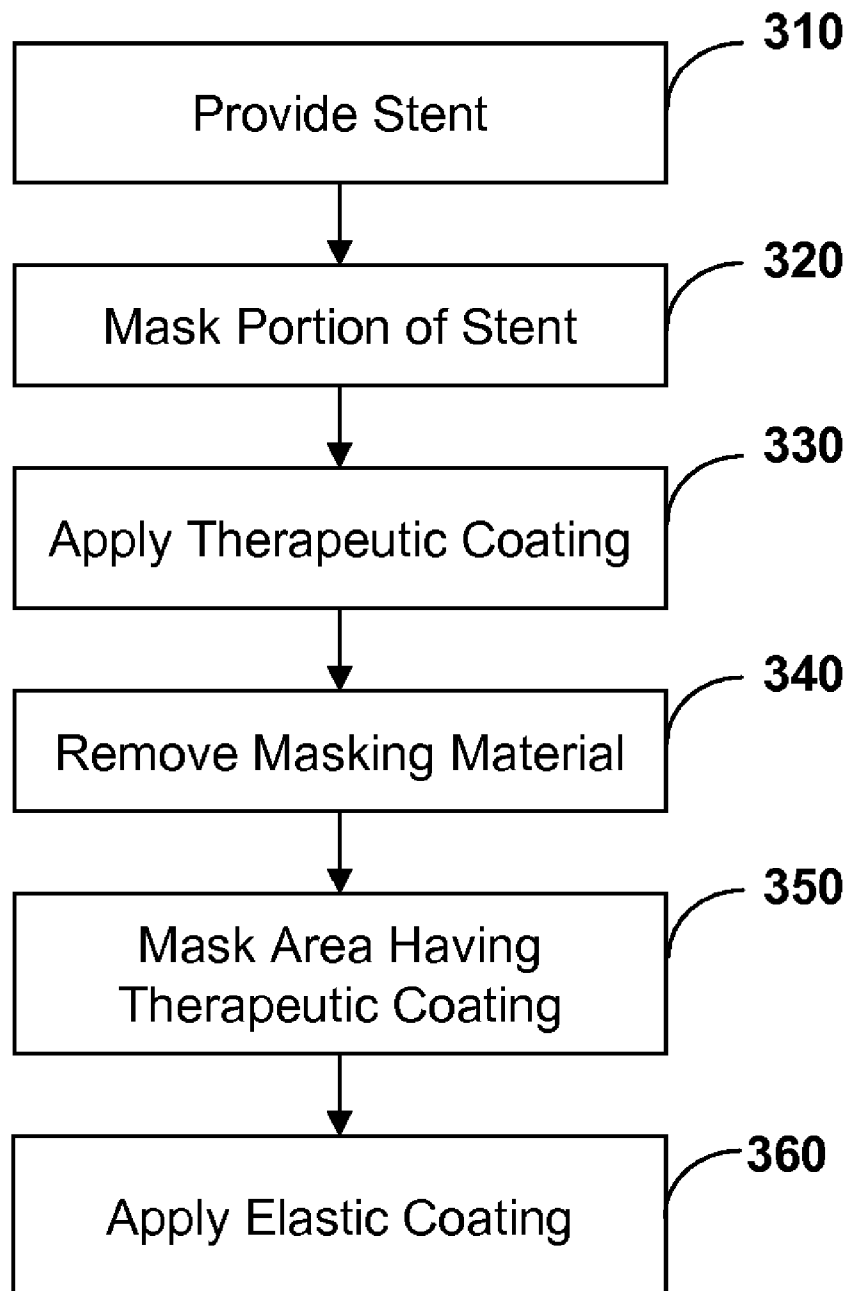 310
Provide Stent
320
Mask Portion of Stent
330
Apply Therapeutic Coating
340
Remove Masking Material
350
Mask Area Having
Therapeutic Coating
360
Apply Elastic Coating